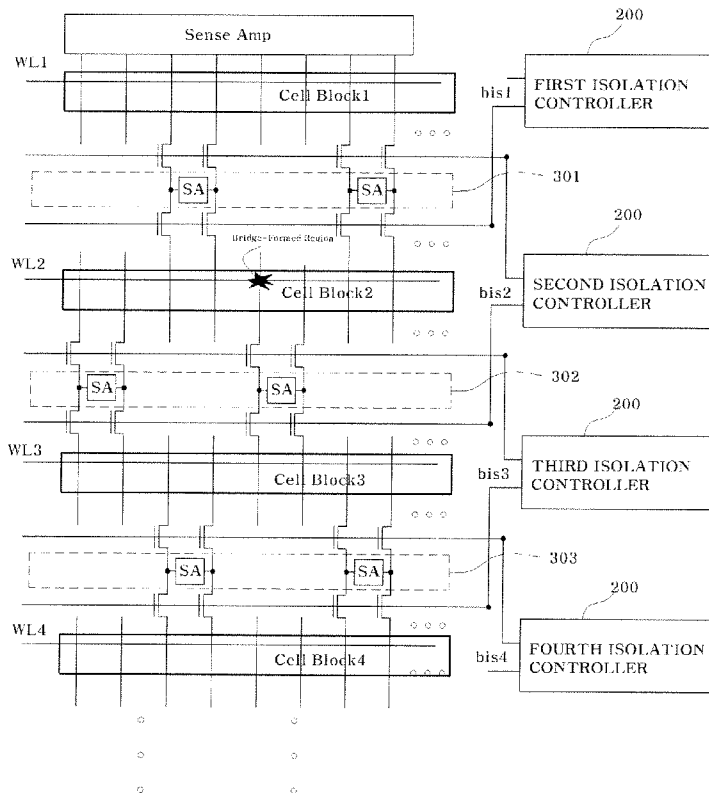 200
Sense Amp
WL1
Cell Block1
bis1
FIRST ISOLATION
CONTROLLER
SA
SA
301
200
Bridge-Formed Region
WL2
Cell Block2
bis2
SECOND ISOLATION
CONTROLLER
SA
SA
302
200
WL3
Cell Block3
bis3
THIRD ISOLATION
CONTROLLER
SA
SA
303
200
WL4
Cell Block4
bis4
FOURTH ISOLATION
CONTROLLER